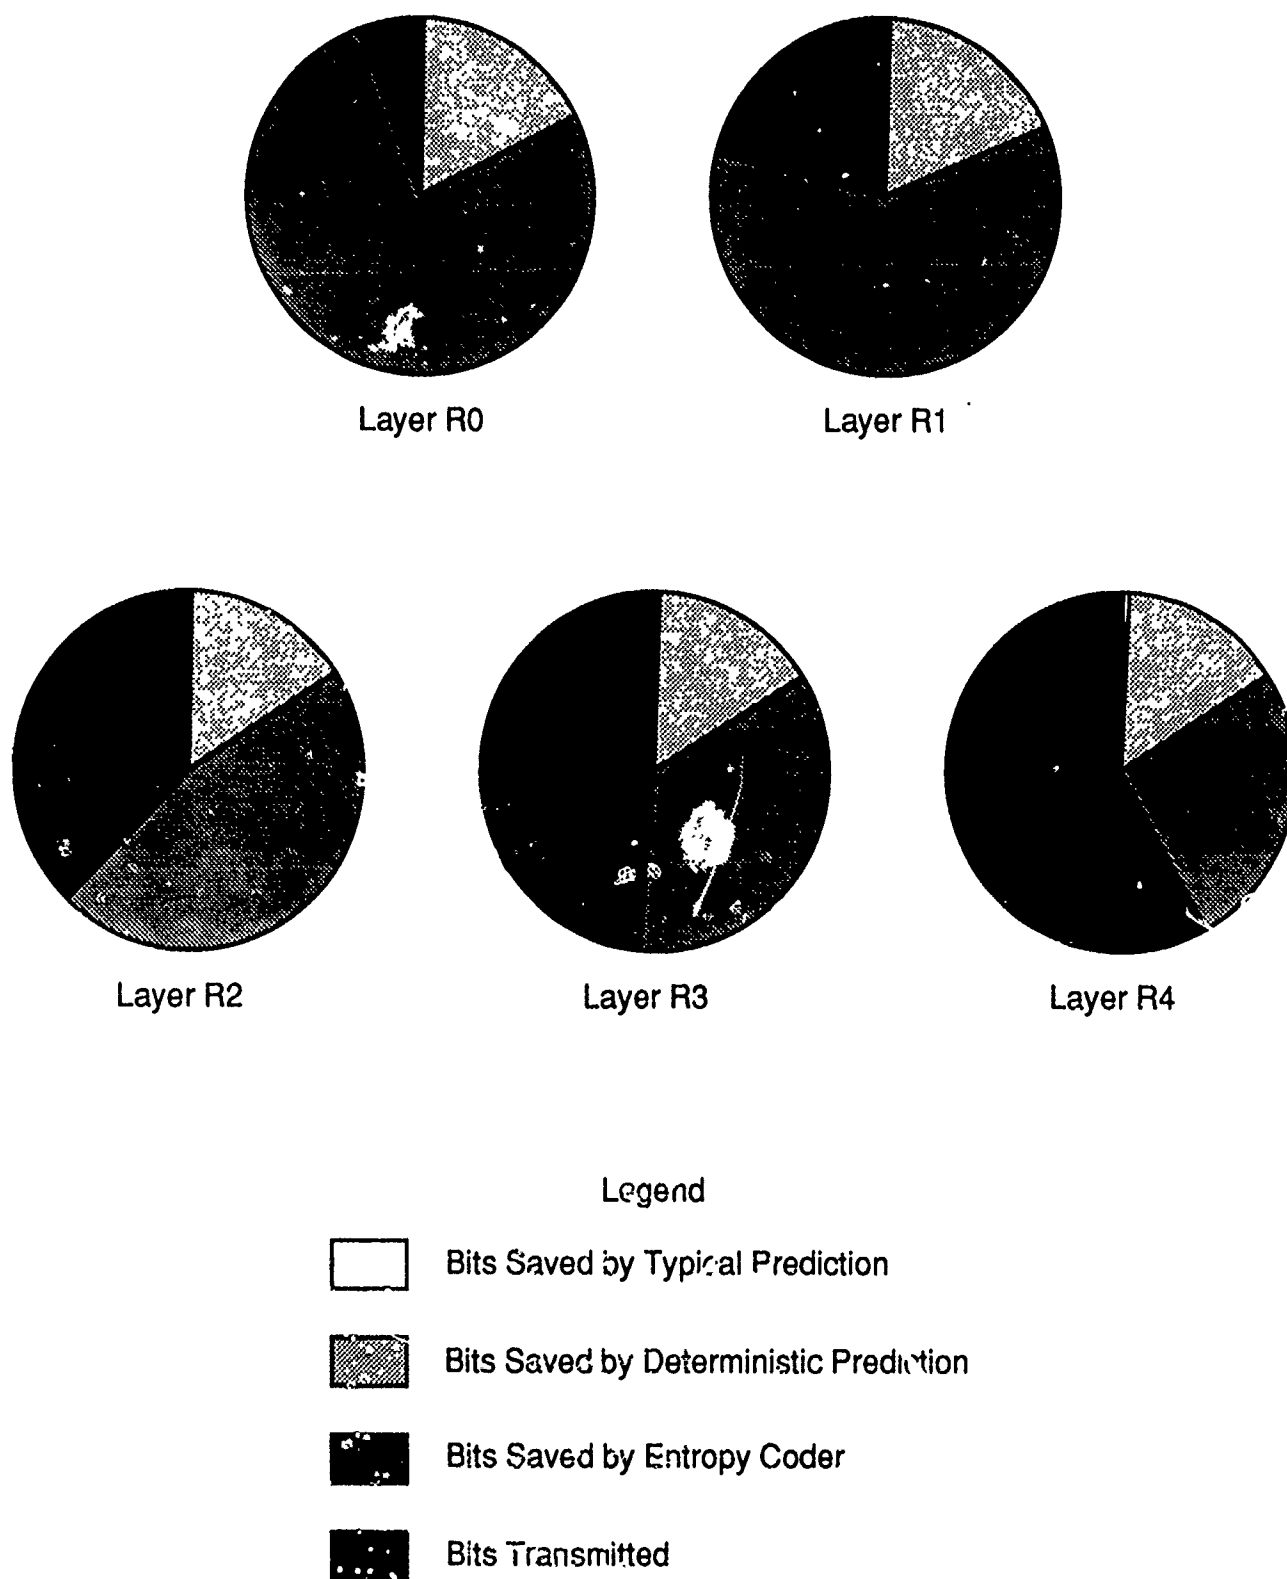 Layer R0
Layer R1
Layer R2
Layer R3
Layer R4
Legend
Bits Saved by Typical Prediction
Bits Saved by Deterministic Prediction
Bits Saved by Entropy Coder
Bits Transmitted